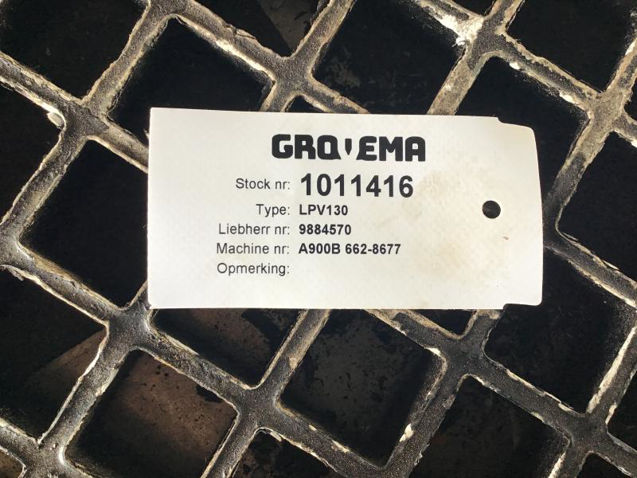 GROVEMA
Stock nr: 1011416
Type: LPV130
Liebherr nr: 9884570
Machine nr: A900B 662-8677
Opmerking: